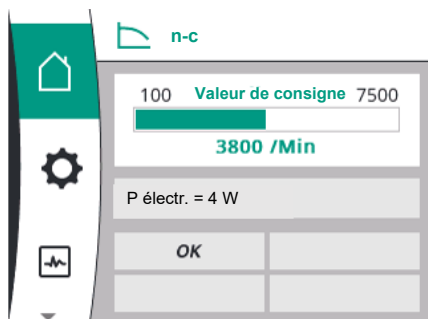 n-c
100 Valeur de consigne 7500
3800 /Min
P électr. = 4 W
OK